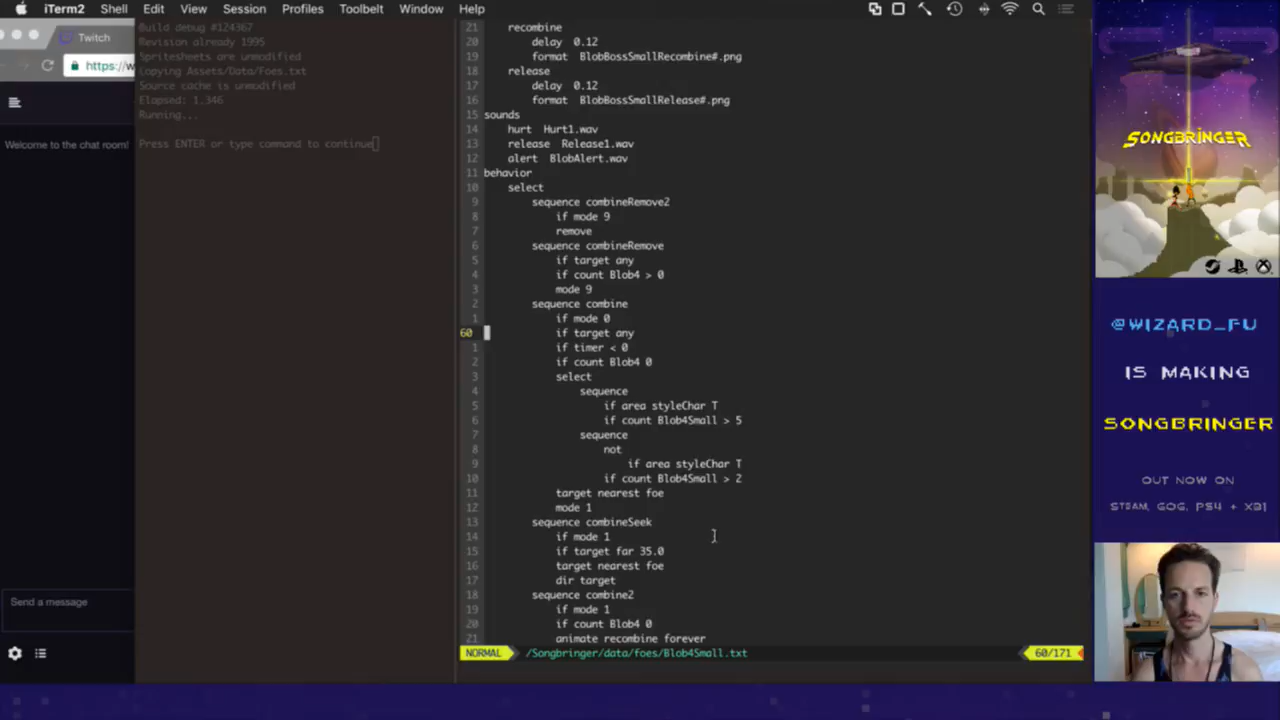 iTerm2 Shell Edit View Session Profiles Toolbelt Window Help
Twitch
https://w
Welcome to the chat room!
Send a message
Build debug #124367
Revision already 1995
Spritesheets are unmodified
Copying Assets/Data/Foes.txt
Source cache is unmodified
Elapsed: 1.346
Running...
Press ENTER or type command to continue
21 recombine
20 delay 0.12
19 format BlobBossSmallRecombine#.png
18 release
17 delay 0.12
16 format BlobBossSmallRelease#.png
15 sounds
14 hurt Hurt1.wav
13 release Release1.wav
12 alert BlobAlert.wav
11 behavior
10 select
9 sequence combineRemove2
8 if mode 9
7 remove
6 sequence combineRemove
5 if target any
4 if count Blob4 > 0
3 mode 9
2 sequence combine
1 if mode 0
60 if target any
1 if timer < 0
2 if count Blob4 0
3 select
4 sequence
5 if area styleChar T
6 if count Blob4Small > 5
7 sequence
8 not
9 if area styleChar T
10 if count Blob4Small > 2
11 target nearest foe
12 mode 1
13 sequence combineSeek
14 if mode 1
15 if target far 35.0
16 target nearest foe
17 dir target
18 sequence combine2
19 if mode 1
20 if count Blob4 0
21 animate recombine forever
NORMAL /Songbringer/data/foes/Blob4Small.txt 60/171
SONGBRINGER
@WIZARD_FU
IS MAKING
SONGBRINGER
OUT NOW ON
STEAM, GOG, PS4 + XB1